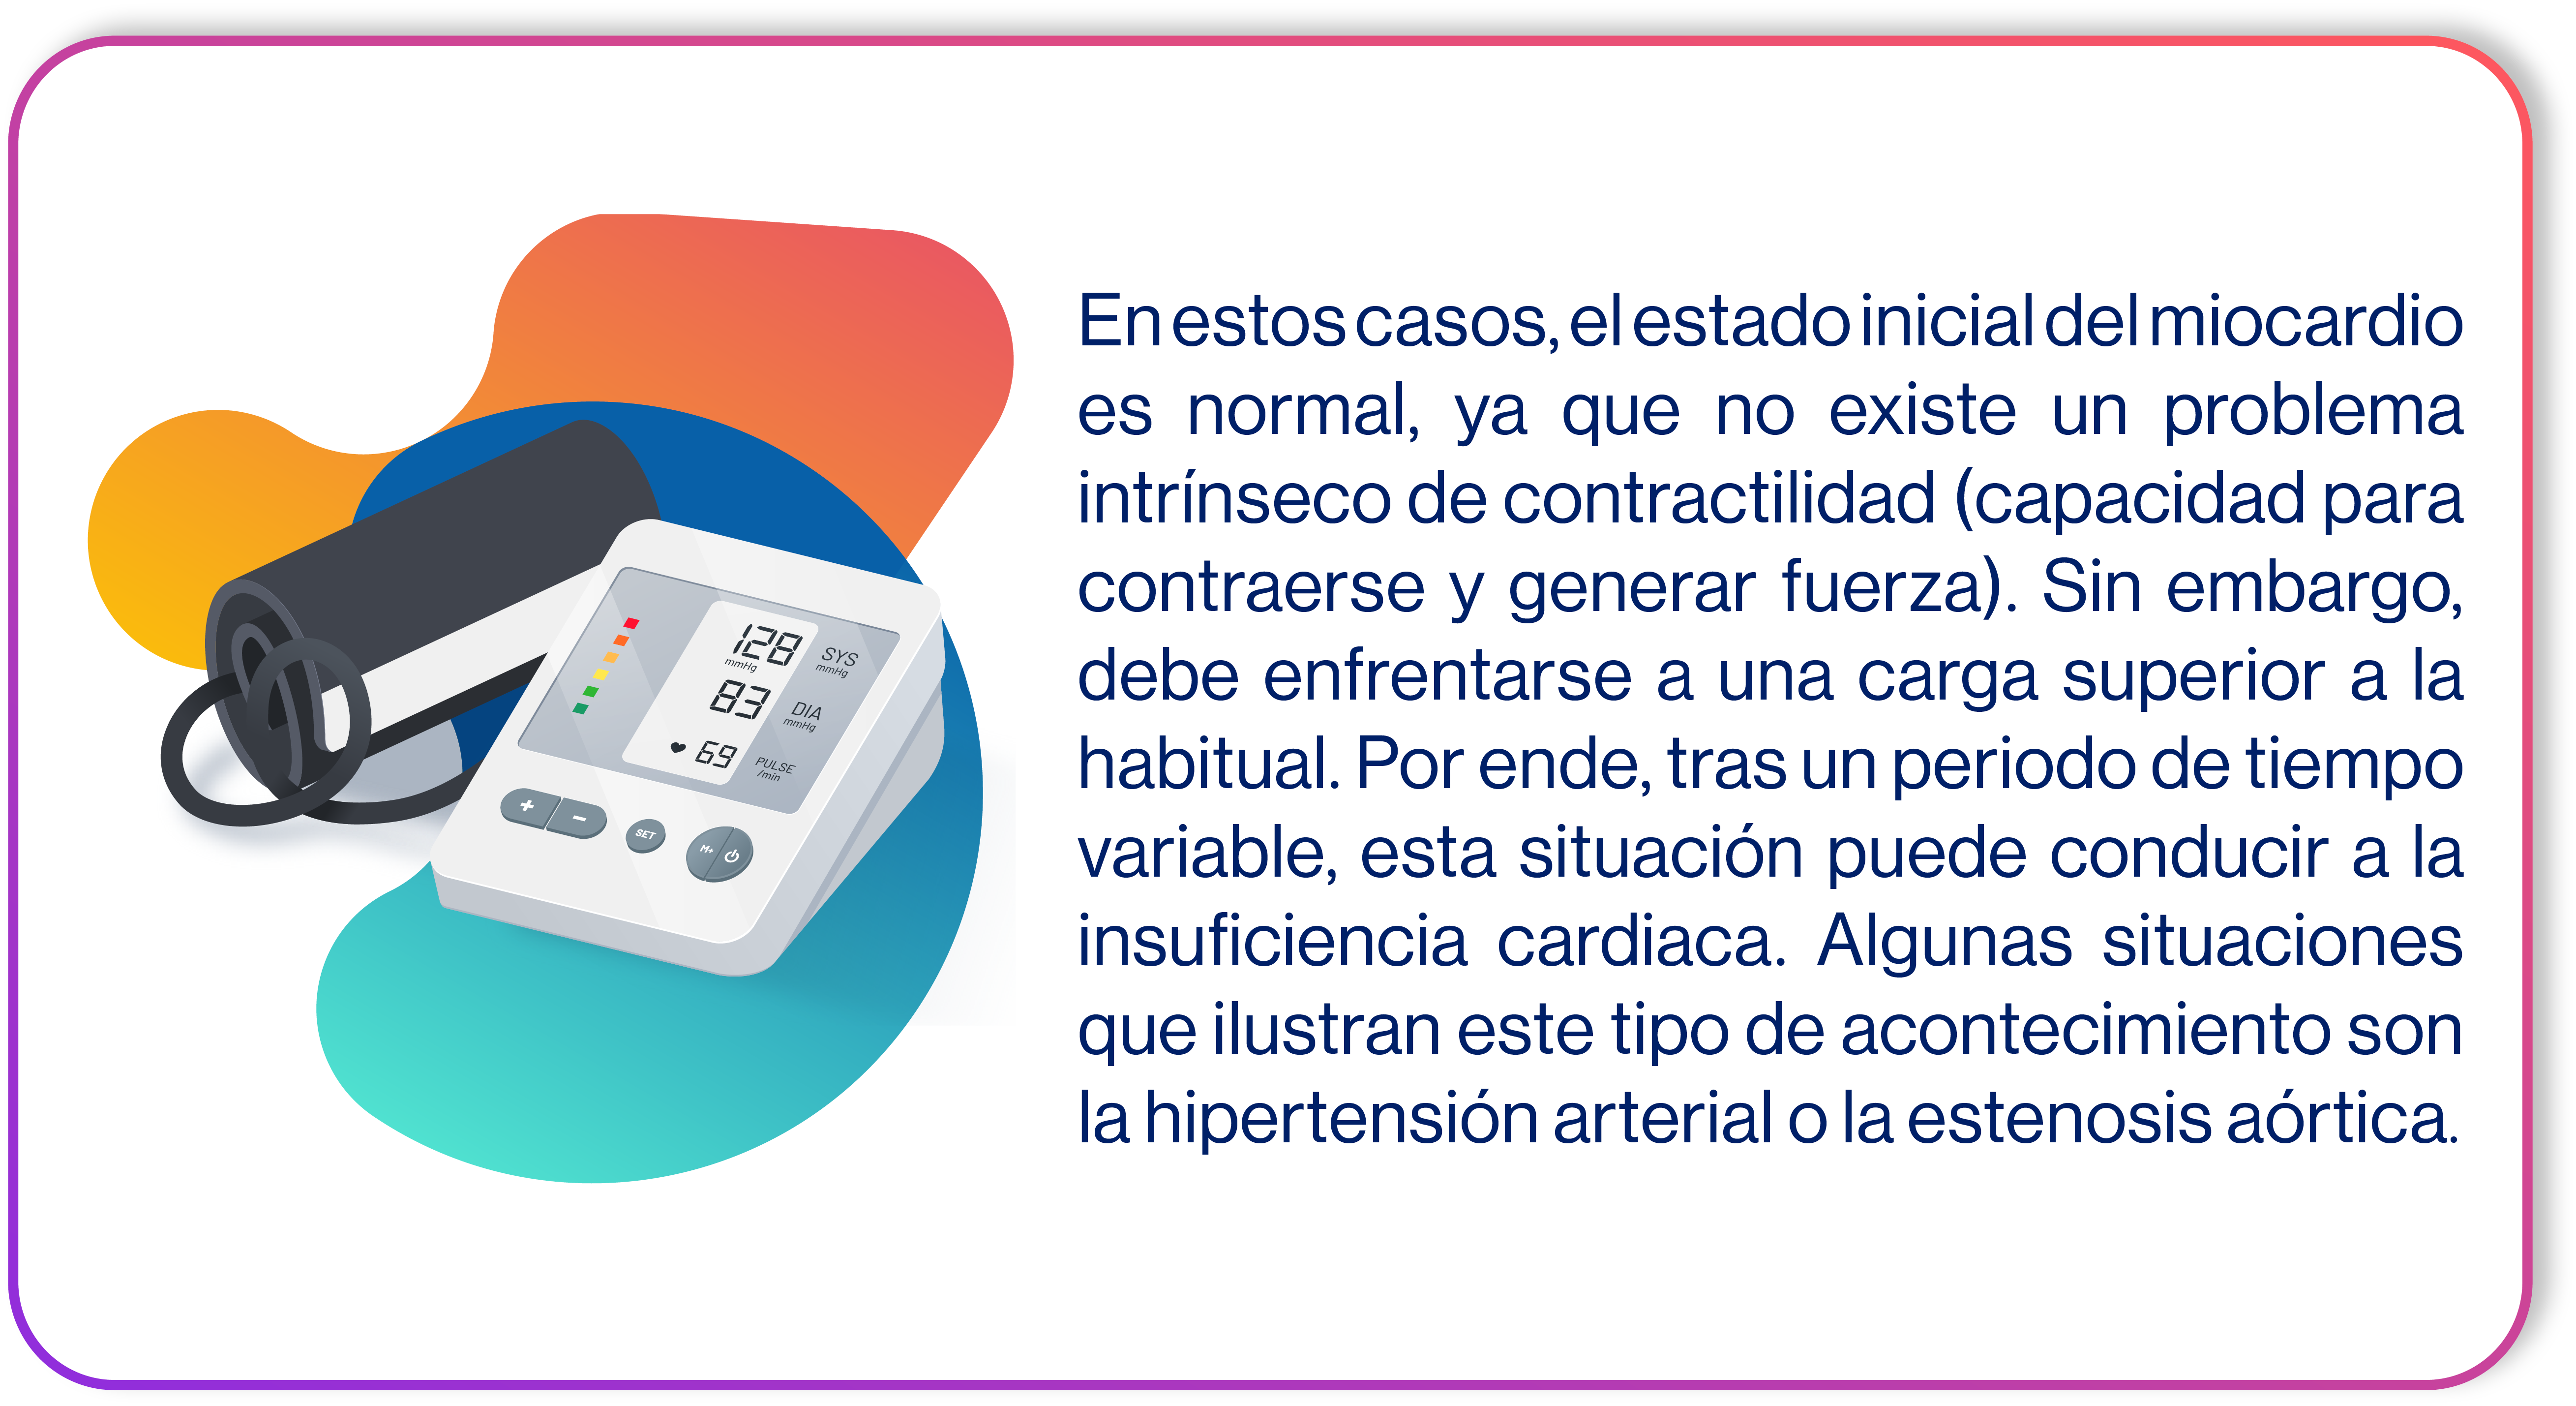 En estos casos, el estado inicial del miocardio
es normal, ya que no existe un problema
intrínseco de contractilidad (capacidad para
contraerse y generar fuerza). Sin embargo,
debe enfrentarse a una carga superior a la
habitual. Por ende, tras un periodo de tiempo
variable, esta situación puede conducir a la
insuficiencia cardiaca. Algunas situaciones
que ilustran este tipo de acontecimiento son
la hipertensión arterial o la estenosis aórtica.
128 SYS
mmHg mmHg
83 DIA
mmHg
69 PULSE
/min
+ − SET M+